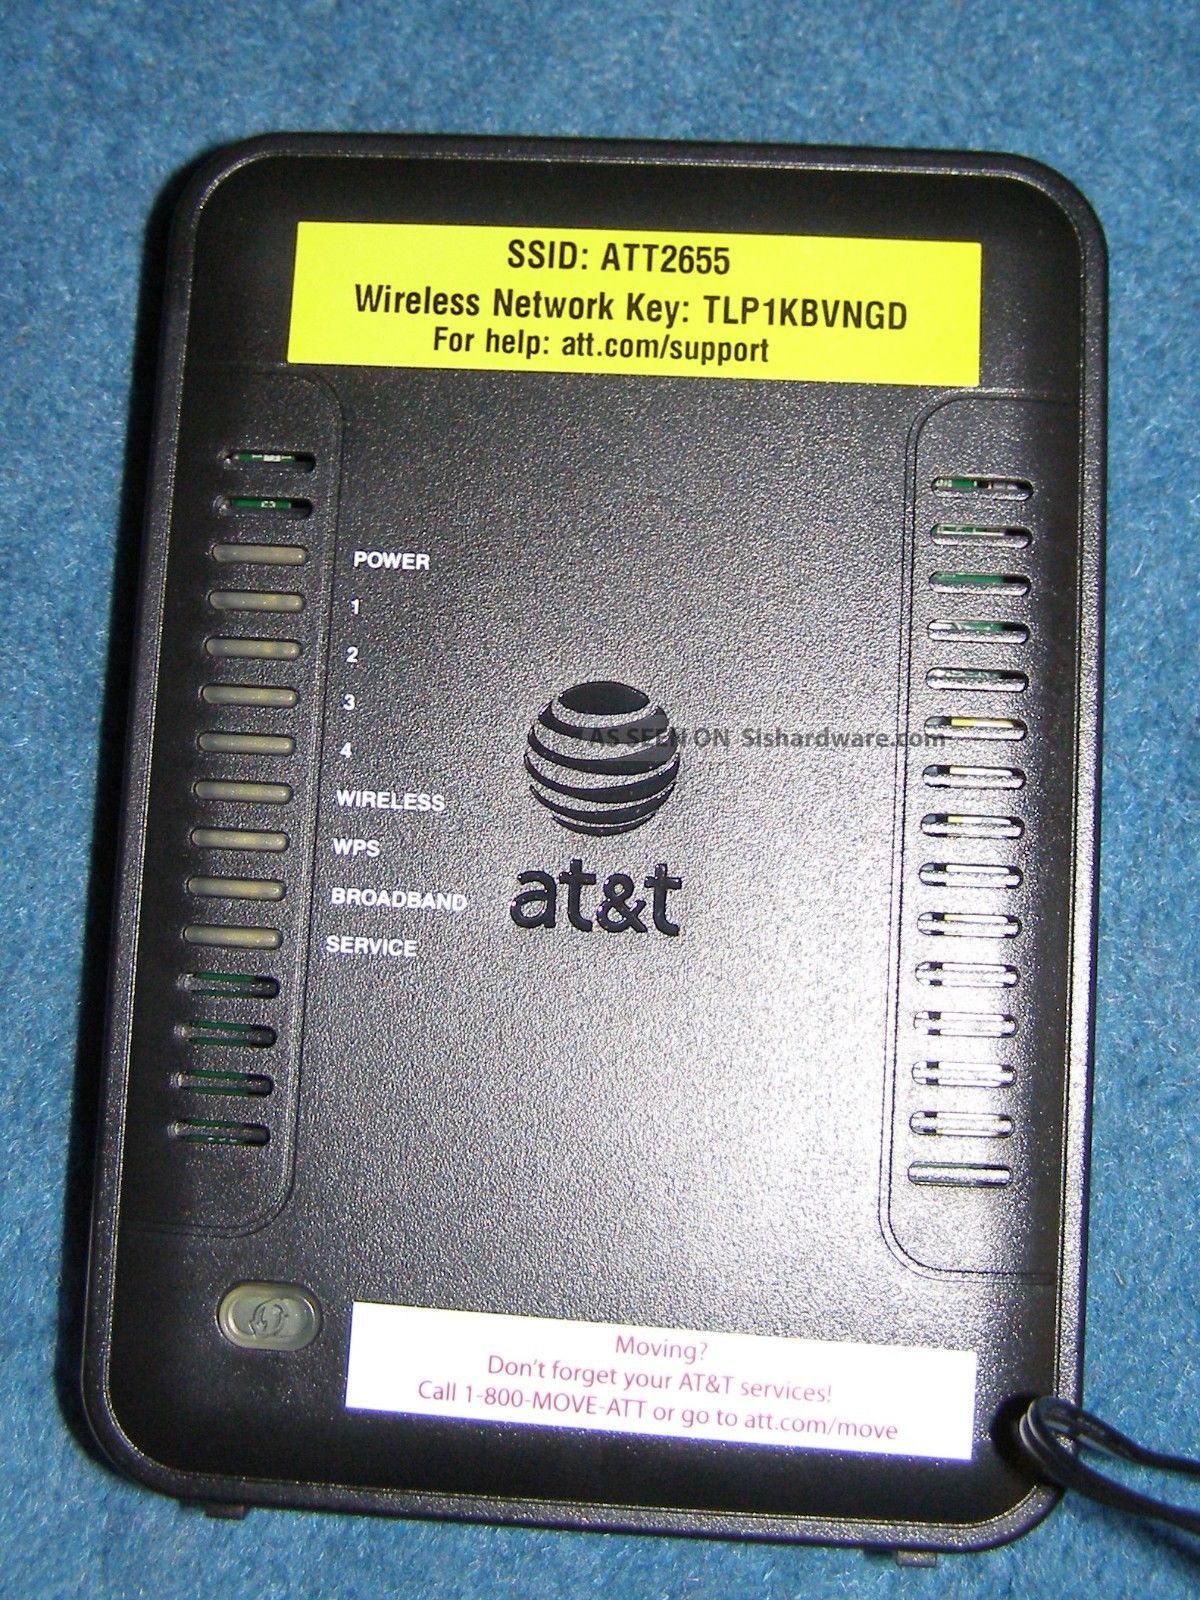 SSID: ATT2655
Wireless Network Key: TLP1KBVNGD
For help: att.com/support
POWER
1
2
3
4
AS SEEN ON Slshardware.com
WIRELESS
WPS
BROADBAND
at&t
SERVICE
Moving?
Don't forget your AT&T services!
Call 1-800-MOVE-ATT or go to att.com/move